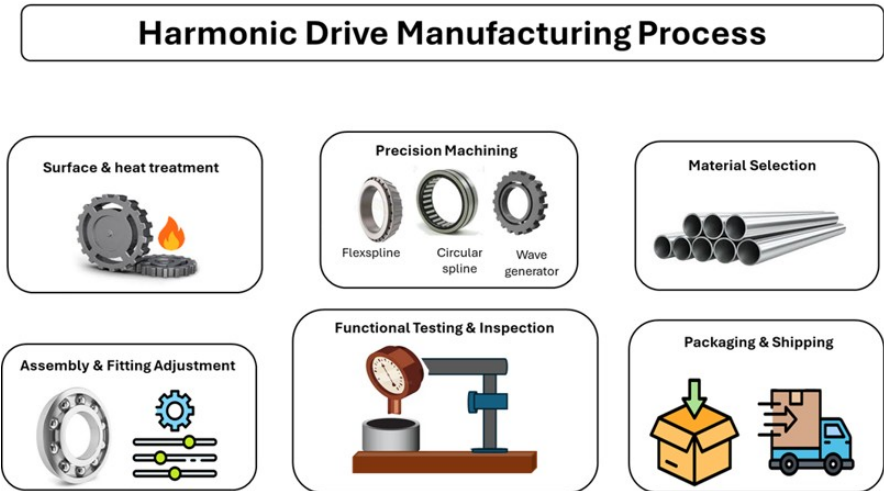 Harmonic Drive Manufacturing Process
Surface & heat treatment
Precision Machining
Flexspline
Circular
spline
Wave
generator
Material Selection
Assembly & Fitting Adjustment
Functional Testing & Inspection
Packaging & Shipping